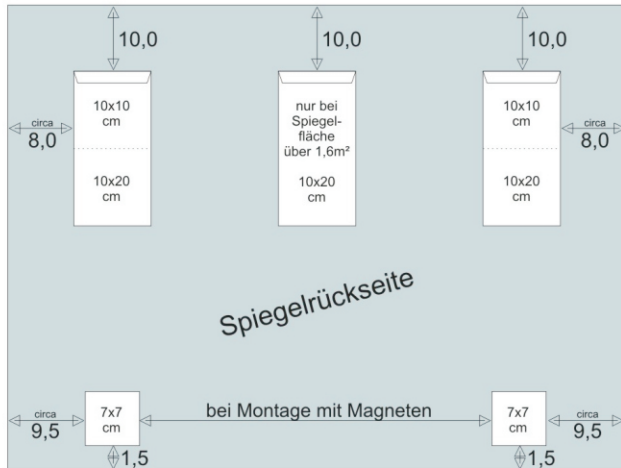 10,0
10,0
10,0
10x10
cm
nur bei
Spiegel-
fläche
über 1,6m²
10x10
cm
circa
8,0
circa
8,0
10x20
cm
10x20
cm
10x20
cm
Spiegelrückseite
bei Montage mit Magneten
circa
9,5
7x7
cm
7x7
cm
circa
9,5
1,5
1,5